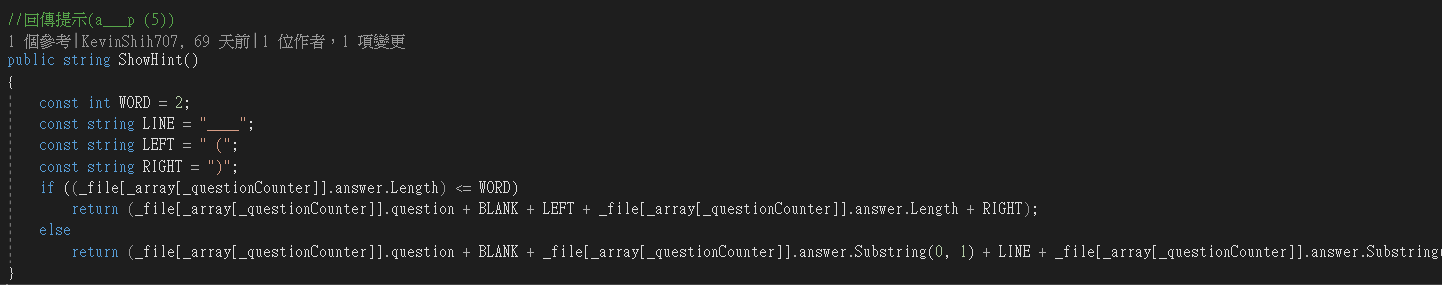 //回傳提示(a___p (5))
1 個參考|KevinShih707, 69 天前|1 位作者，1 項變更
public string ShowHint()
{
const int WORD = 2;
const string LINE = "____";
const string LEFT = " (";
const string RIGHT = ")";
if ((_file[_array[_questionCounter]].answer.Length) <= WORD)
return (_file[_array[_questionCounter]].question + BLANK + LEFT + _file[_array[_questionCounter]].answer.Length + RIGHT);
else
return (_file[_array[_questionCounter]].question + BLANK + _file[_array[_questionCounter]].answer.Substring(0, 1) + LINE + _file[_array[_questionCounter]].answer.Substring(
}